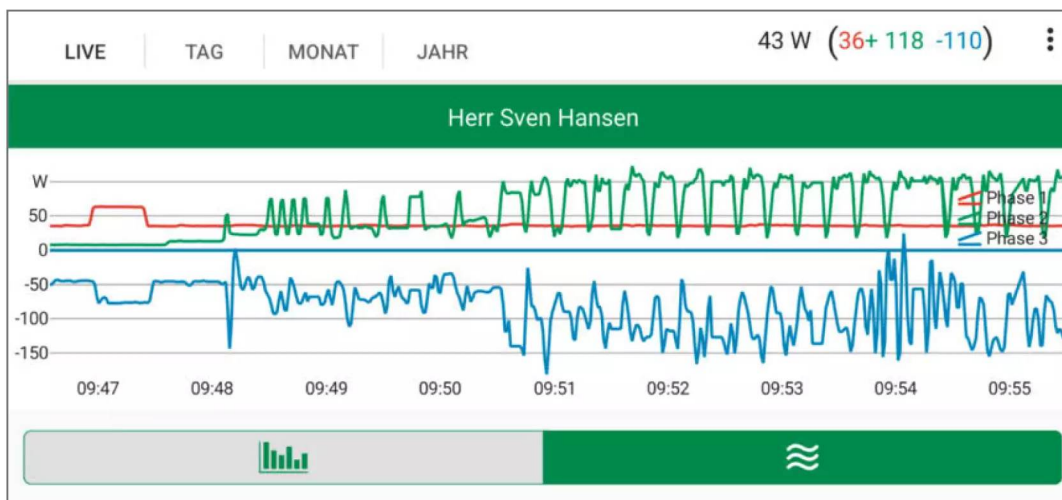 LIVE TAG MONAT JAHR 43 W (36+ 118 -110)
Herr Sven Hansen
W
Phase 1
50
Phase 2
Phase 3
0
-50
-100
-150
09:47 09:48 09:49 09:50 09:51 09:52 09:53 09:54 09:55